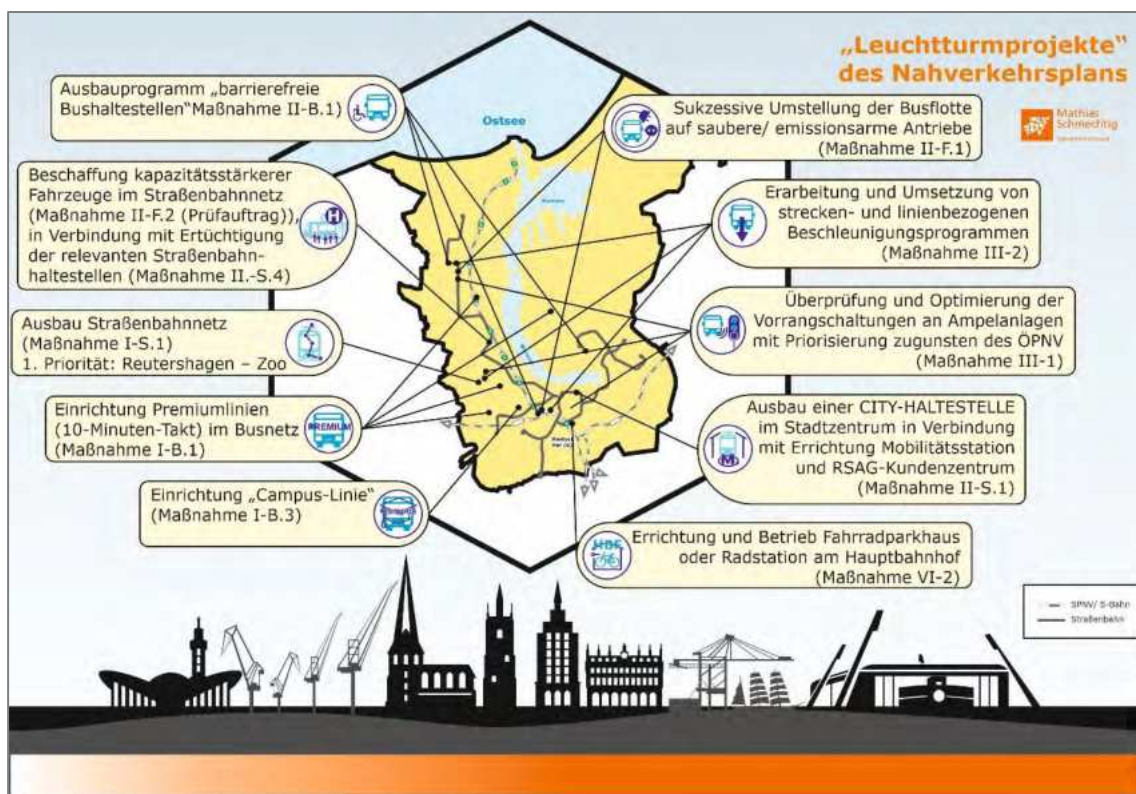 „Leuchtturmprojekte“
des Nahverkehrsplans
Mathias
Schmechtig
Ostsee
Ausbauprogramm „barrierefreie
Bushaltestellen“Maßnahme II-B.1)
Beschaffung kapazitätsstärkerer
Fahrzeuge im Straßenbahnnetz
(Maßnahme II-F.2 (Prüfauftrag)),
in Verbindung mit Ertüchtigung
der relevanten Straßenbahn-
haltestellen (Maßnahme II.-S.4)
H
Ausbau Straßenbahnnetz
(Maßnahme I-S.1)
1. Priorität: Reutershagen – Zoo
Einrichtung Premiumlinien
(10-Minuten-Takt) im Busnetz
(Maßnahme I-B.1)
PREMIUM
Einrichtung „Campus-Linie“
(Maßnahme I-B.3)
Sukzessive Umstellung der Busflotte
auf saubere/ emissionsarme Antriebe
(Maßnahme II-F.1)
Erarbeitung und Umsetzung von
strecken- und linienbezogenen
Beschleunigungsprogrammen
(Maßnahme III-2)
Überprüfung und Optimierung der
Vorrangschaltungen an Ampelanlagen
mit Priorisierung zugunsten des ÖPNV
(Maßnahme III-1)
Ausbau einer CITY-HALTESTELLE
im Stadtzentrum in Verbindung
mit Errichtung Mobilitätsstation
und RSAG-Kundenzentrum
(Maßnahme II-S.1)
M
HBF
Errichtung und Betrieb Fahrradparkhaus
oder Radstation am Hauptbahnhof
(Maßnahme VI-2)
SPNV/ S-Bahn
Straßenbahn